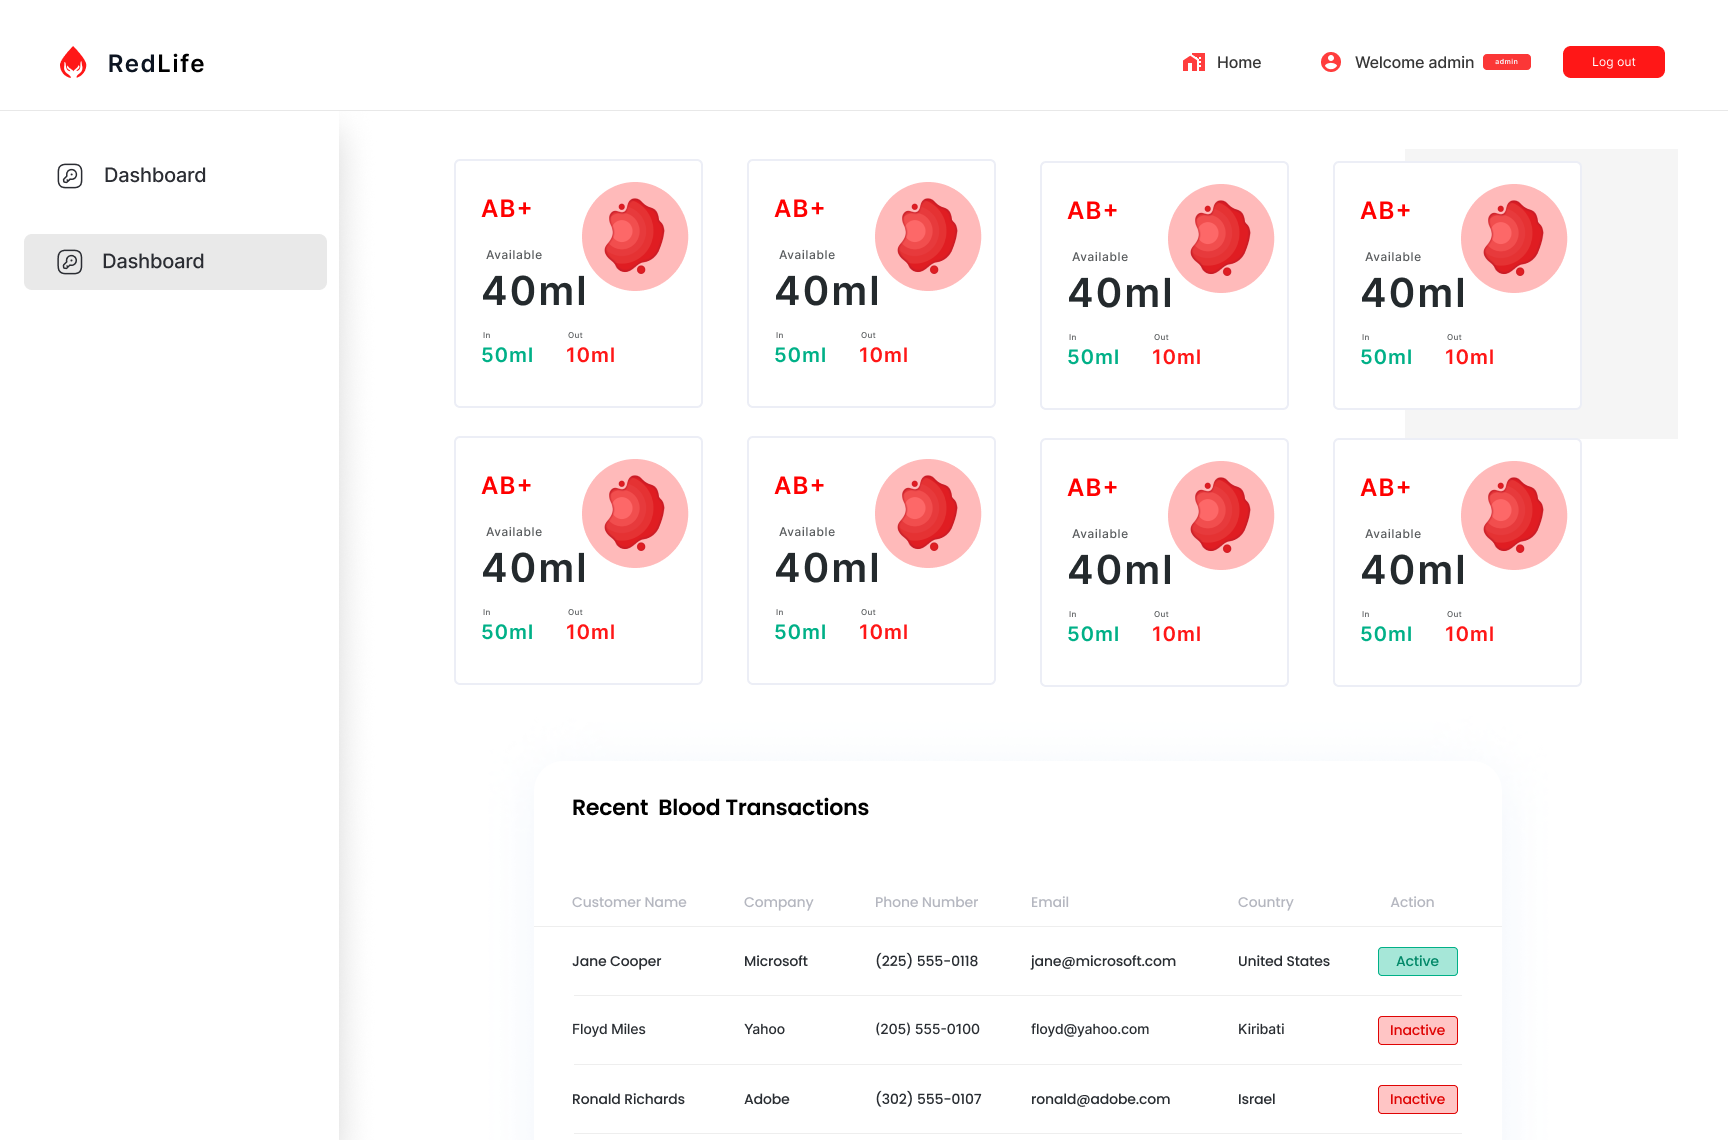 RedLife
Home
Welcome admin
admin
Log out
Dashboard
Dashboard
AB+
Available
40ml
In Out
50ml 10ml
AB+
Available
40ml
In Out
50ml 10ml
AB+
Available
40ml
In Out
50ml 10ml
AB+
Available
40ml
In Out
50ml 10ml
AB+
Available
40ml
In Out
50ml 10ml
AB+
Available
40ml
In Out
50ml 10ml
AB+
Available
40ml
In Out
50ml 10ml
AB+
Available
40ml
In Out
50ml 10ml
Recent Blood Transactions
Customer Name Company Phone Number Email Country Action
Jane Cooper Microsoft (225) 555-0118 jane@microsoft.com United States Active
Floyd Miles Yahoo (205) 555-0100 floyd@yahoo.com Kiribati Inactive
Ronald Richards Adobe (302) 555-0107 ronald@adobe.com Israel Inactive